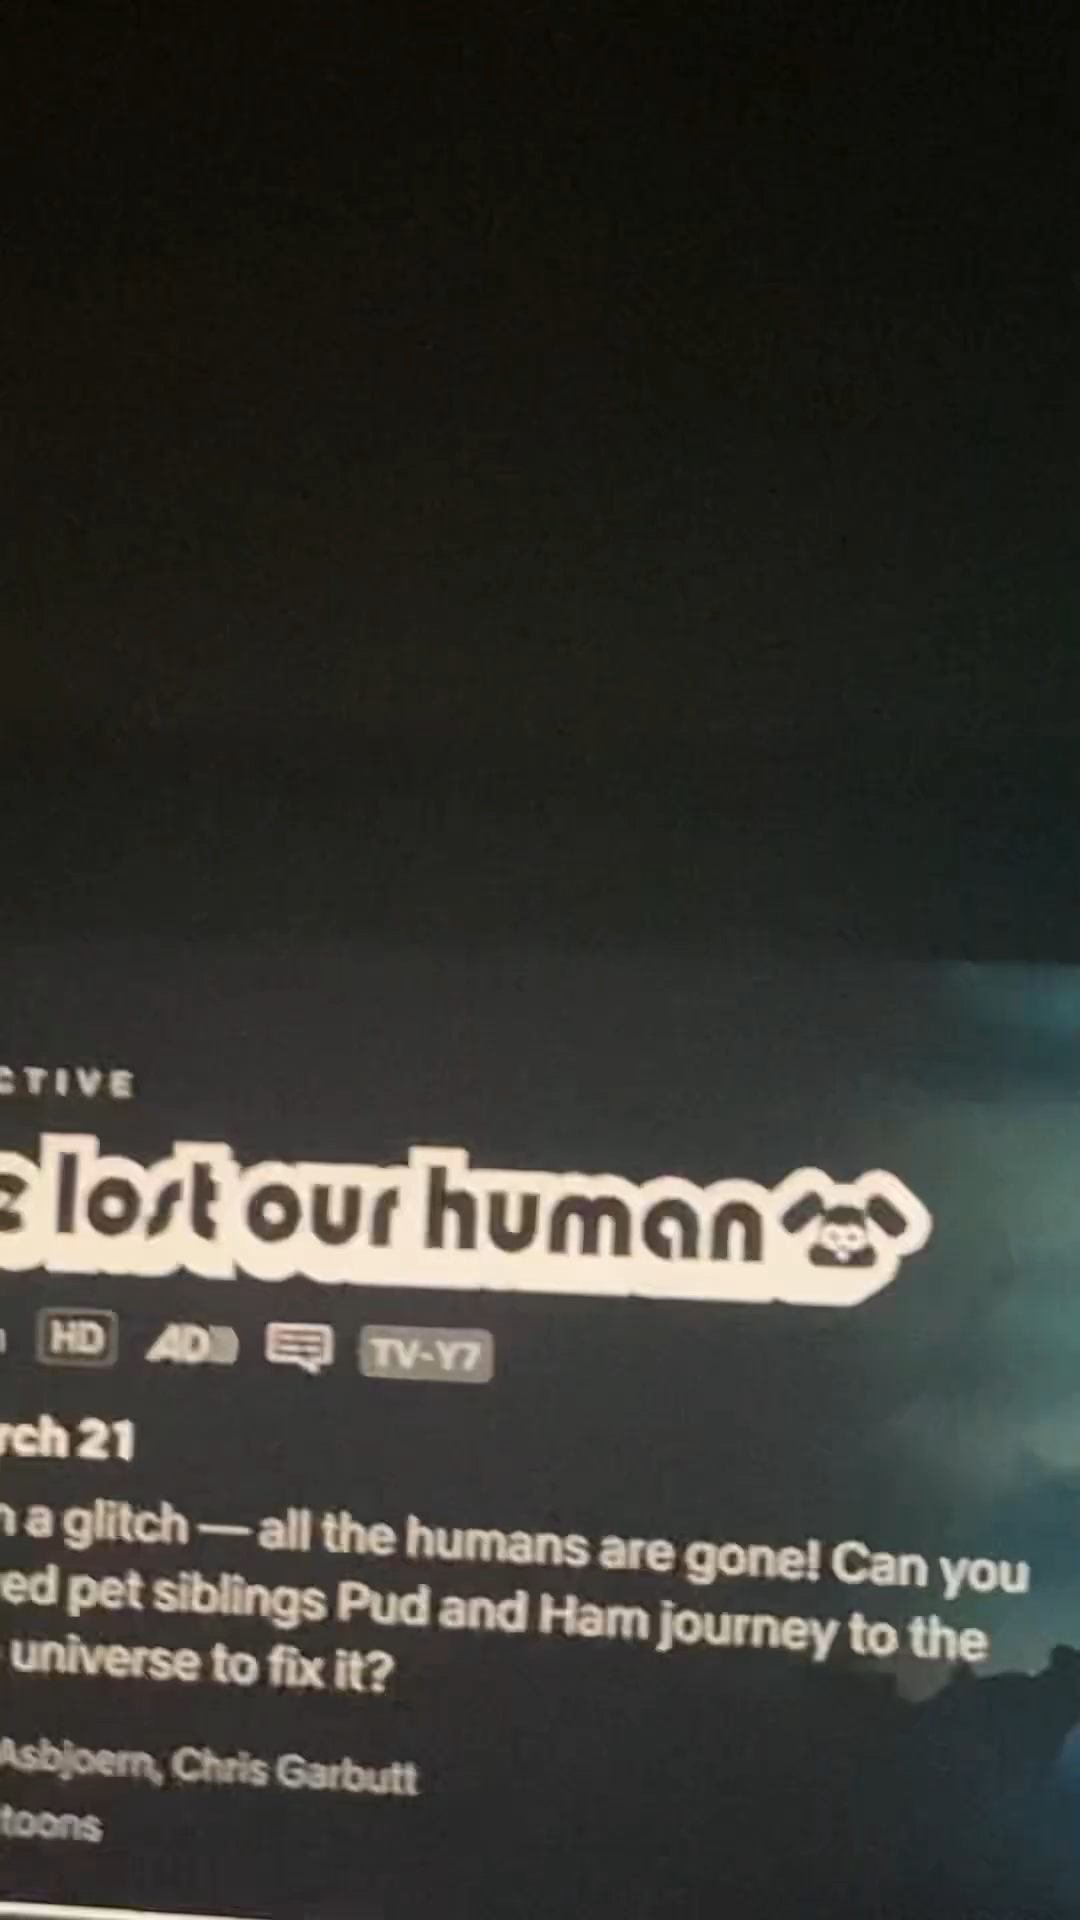 CTIVE
lost our human
HD AD TV-Y7
rch 21
a glitch — all the humans are gone! Can you
ed pet siblings Pud and Ham journey to the
universe to fix it?
Asbjoern, Chris Garbutt
toons